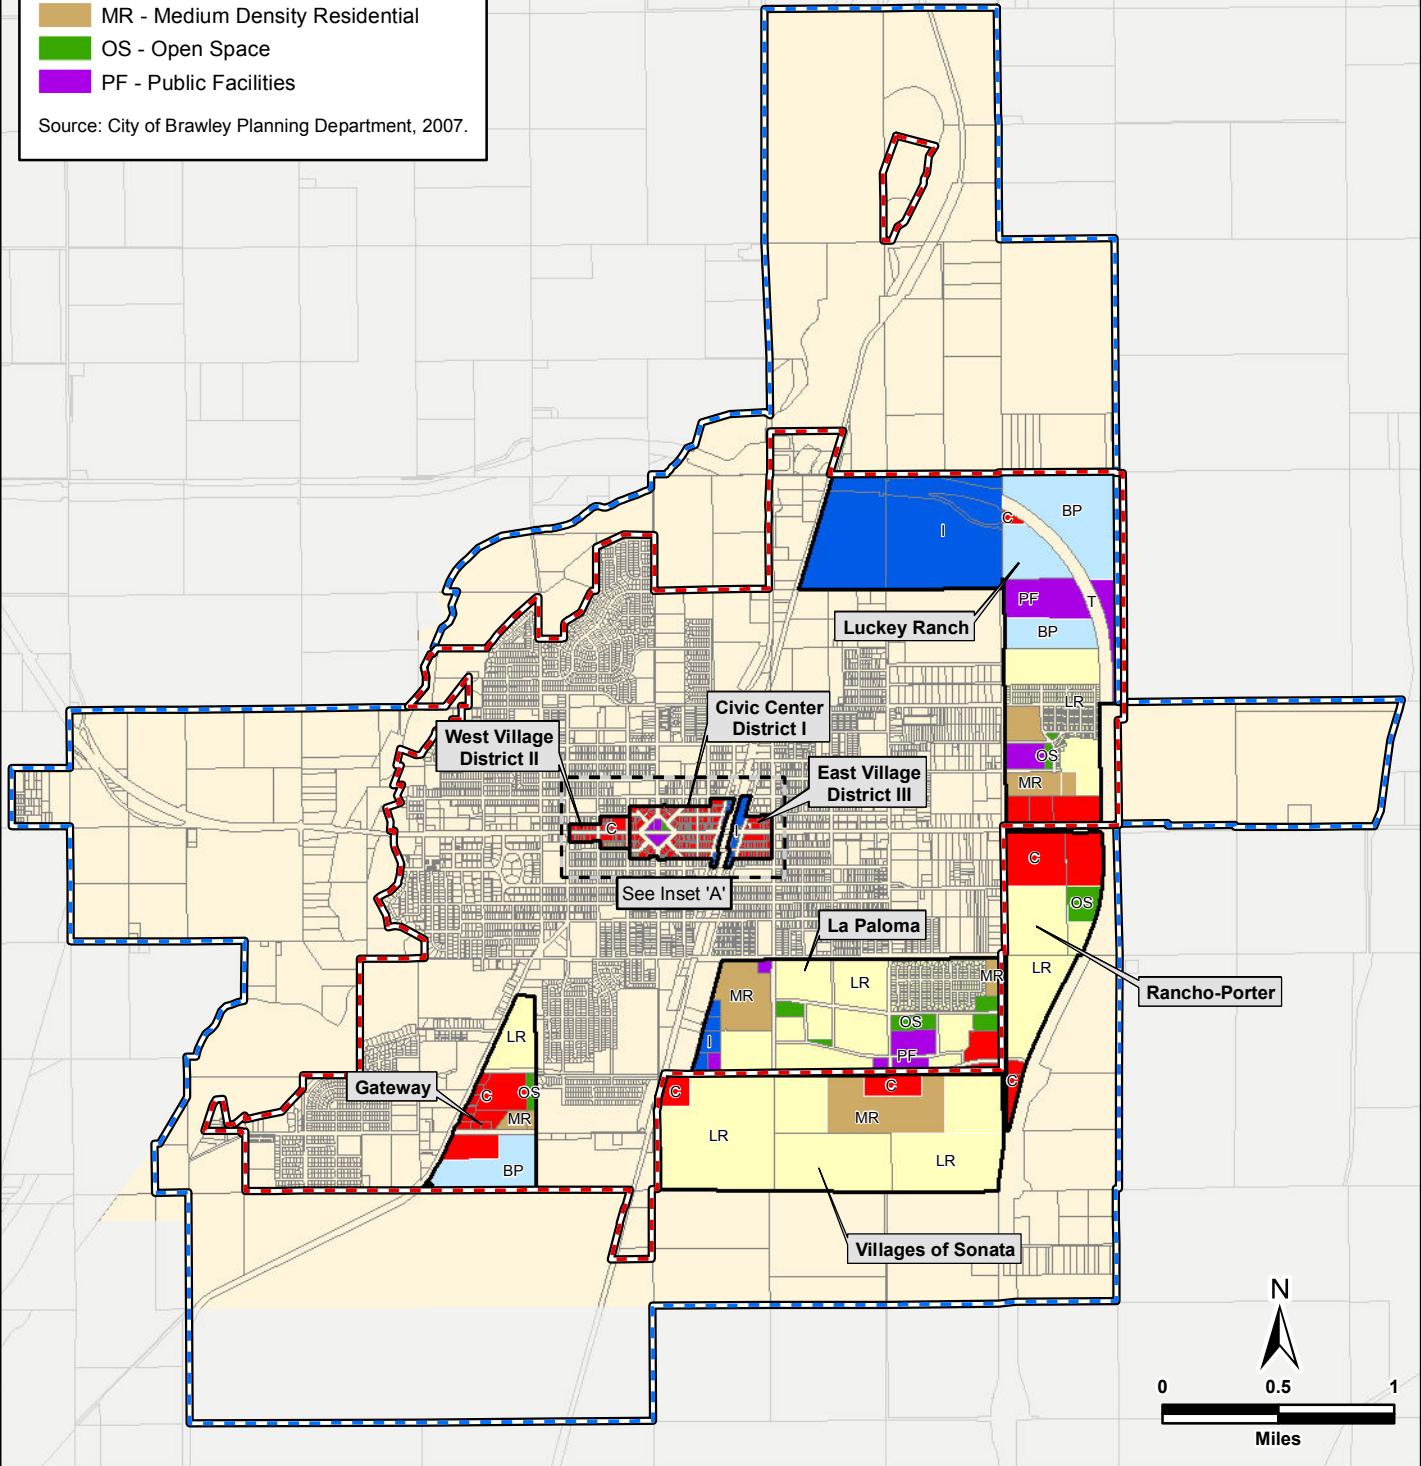 MR - Medium Density Residential
OS - Open Space
PF - Public Facilities
Source: City of Brawley Planning Department, 2007.
I
C
BP
Luckey Ranch
PF
T
BP
LR
Civic Center
District I
West Village
District II
OS
East Village
District III
MR
C
I
C
See Inset 'A'
OS
La Paloma
LR
MR
LR
MR
Rancho-Porter
OS
LR
I
PF
Gateway
C
OS
C
C
C
MR
MR
LR
LR
BP
Villages of Sonata
N
0 0.5 1
Miles